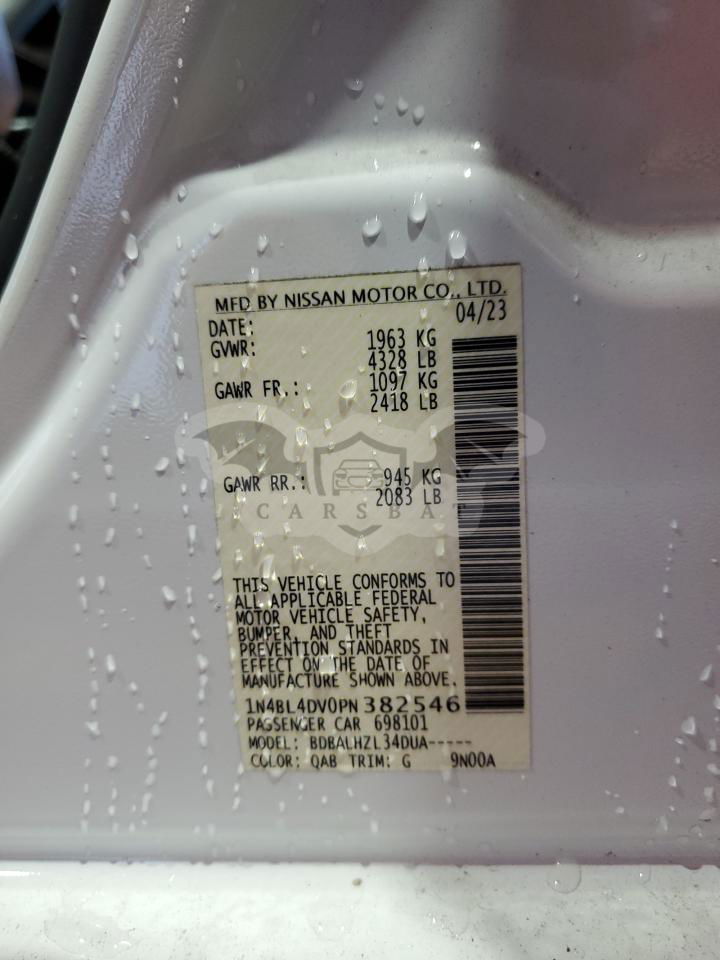 MFD BY NISSAN MOTOR CO., LTD.
DATE: 04/23
GVWR: 1963 KG
4328 LB
GAWR FR.: 1097 KG
2418 LB
GAWR RR.: 945 KG
2083 LB
CARSBAT
THIS VEHICLE CONFORMS TO
ALL APPLICABLE FEDERAL
MOTOR VEHICLE SAFETY,
BUMPER, AND THEFT
PREVENTION STANDARDS IN
EFFECT ON THE DATE OF
MANUFACTURE SHOWN ABOVE.
1N4BL4DV0PN 382546
PASSENGER CAR 698101
MODEL: BDBALHZL34DUA-----
COLOR: QAB TRIM: G 9N00A